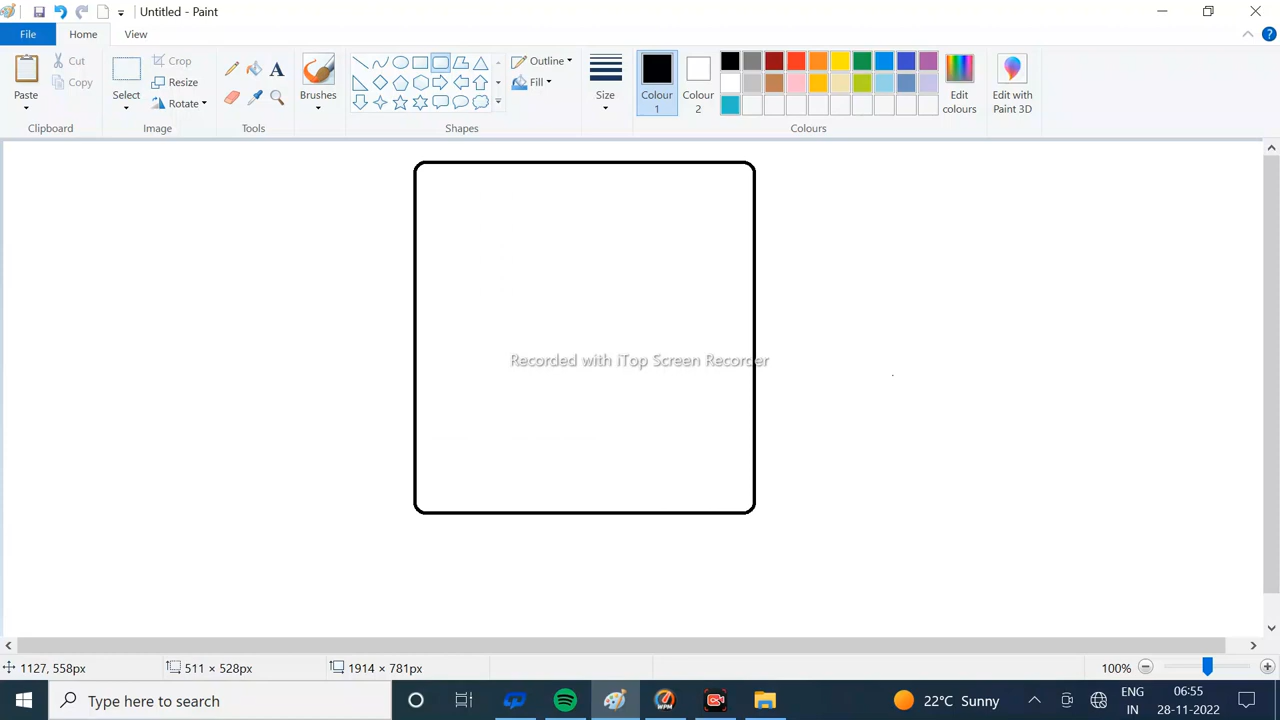 Untitled - Paint
File
Home
View
Paste
Cut
Copy
Clipboard
Select
Crop
Resize
Rotate
Image
Tools
Brushes
Outline
Fill
Shapes
Size
Colour 1
Colour 2
Edit colours
Colours
Edit with Paint 3D
Recorded with iTop Screen Recorder
1127, 558px
511 × 528px
1914 × 781px
100%
Type here to search
WPM
22°C Sunny
ENG
IN
06:55
28-11-2022